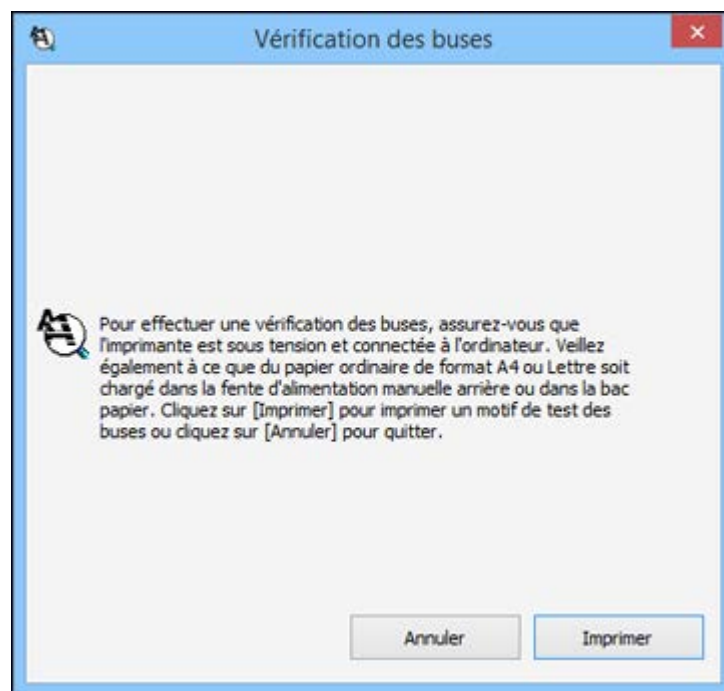 Vérification des buses
Pour effectuer une vérification des buses, assurez-vous que
l'imprimante est sous tension et connectée à l'ordinateur. Veillez
également à ce que du papier ordinaire de format A4 ou Lettre soit
chargé dans la fente d'alimentation manuelle arrière ou dans la bac
papier. Cliquez sur [Imprimer] pour imprimer un motif de test des
buses ou cliquez sur [Annuler] pour quitter.
Annuler
Imprimer